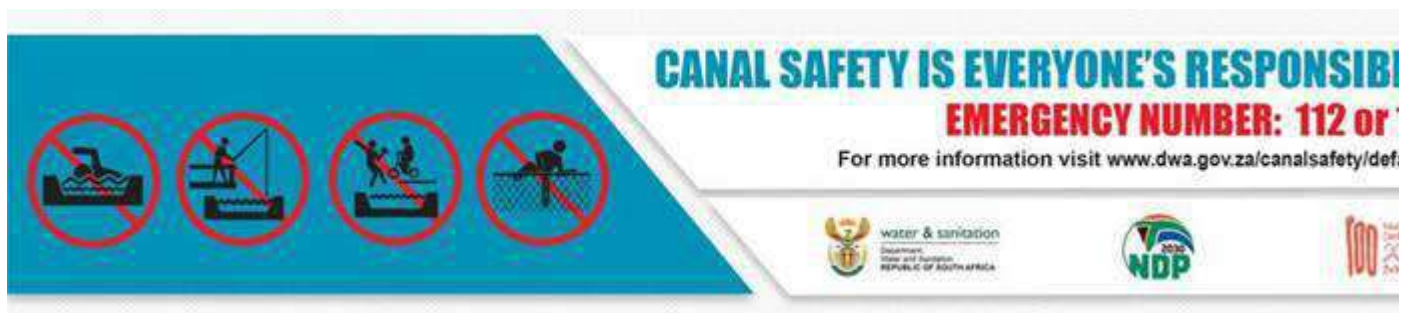 CANAL SAFETY IS EVERYONE'S RESPONSIB
EMERGENCY NUMBER: 112 or
For more information visit www.dwa.gov.za/canalsafety/def
water & sanitation
Department:
Water and Sanitation
REPUBLIC OF SOUTH AFRICA
2030
NDP
100